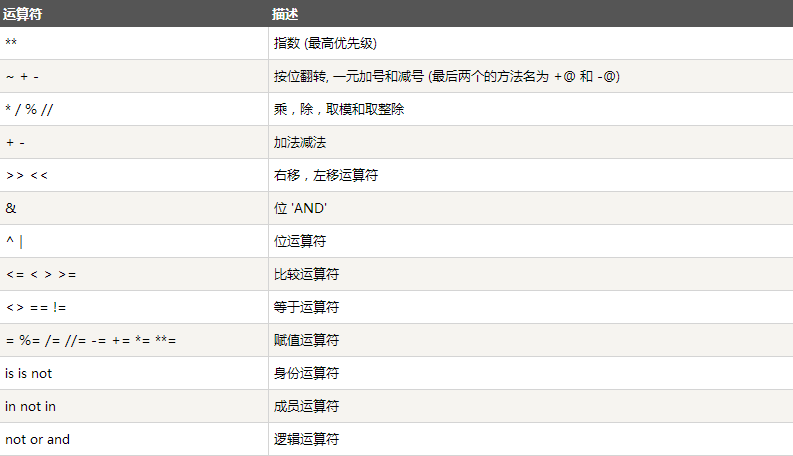 运算符 描述
** 指数 (最高优先级)
~ + - 按位翻转, 一元加号和减号 (最后两个的方法名为 +@ 和 -@)
* / % // 乘，除，取模和取整除
+ - 加法减法
>> << 右移，左移运算符
& 位 'AND'
^ | 位运算符
<= < > >= 比较运算符
<> == != 等于运算符
= %= /= //= -= += *= **= 赋值运算符
is is not 身份运算符
in not in 成员运算符
not or and 逻辑运算符